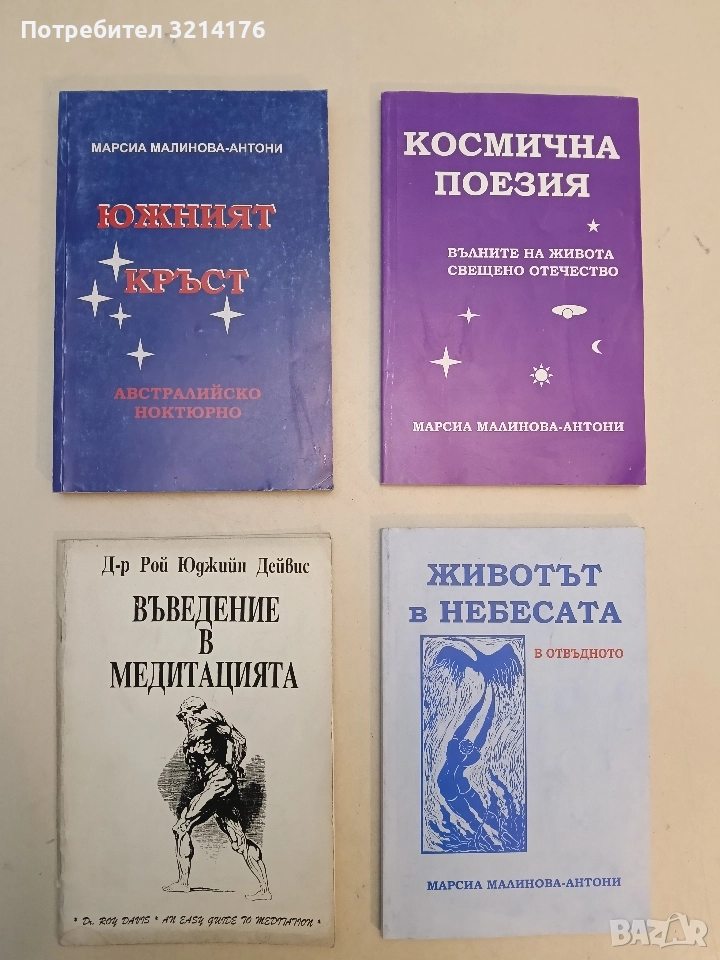 Потребител 3214176
МАРСИА МАЛИНОВА-АНТОНИ
ЮЖНИЯТ
КРЪСТ
АВСТРАЛИЙСКО
НОКТЮРНО
КОСМИЧНА
ПОЕЗИЯ
ВЪЛНИТЕ НА ЖИВОТА
СВЕЩЕНО ОТЕЧЕСТВО
МАРСИА МАЛИНОВА-АНТОНИ
Д-р Рой Юджийн Дейвис
ВЪВЕДЕНИЕ
В
МЕДИТАЦИЯТА
* Dr. ROY DAVIS * AN EASY GUIDE TO MEDITATION *
ЖИВОТЪТ
в НЕБЕСАТА
В ОТВЪДНОТО
МАРСИА МАЛИНОВА-АНТОНИ
BAZAR